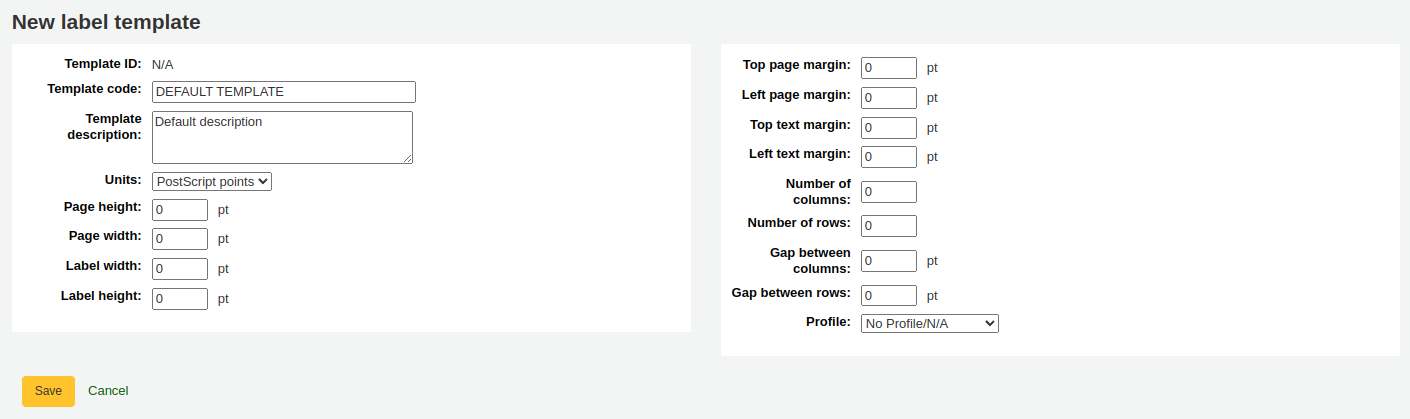 New label template
Template ID: N/A
Template code: DEFAULT TEMPLATE
Template
description:
Default description
Units: PostScript points
Page height: 0 pt
Page width: 0 pt
Label width: 0 pt
Label height: 0 pt
Top page margin: 0 pt
Left page margin: 0 pt
Top text margin: 0 pt
Left text margin: 0 pt
Number of
columns: 0
Number of rows: 0
Gap between
columns: 0 pt
Gap between rows: 0 pt
Profile: No Profile/N/A
Save Cancel